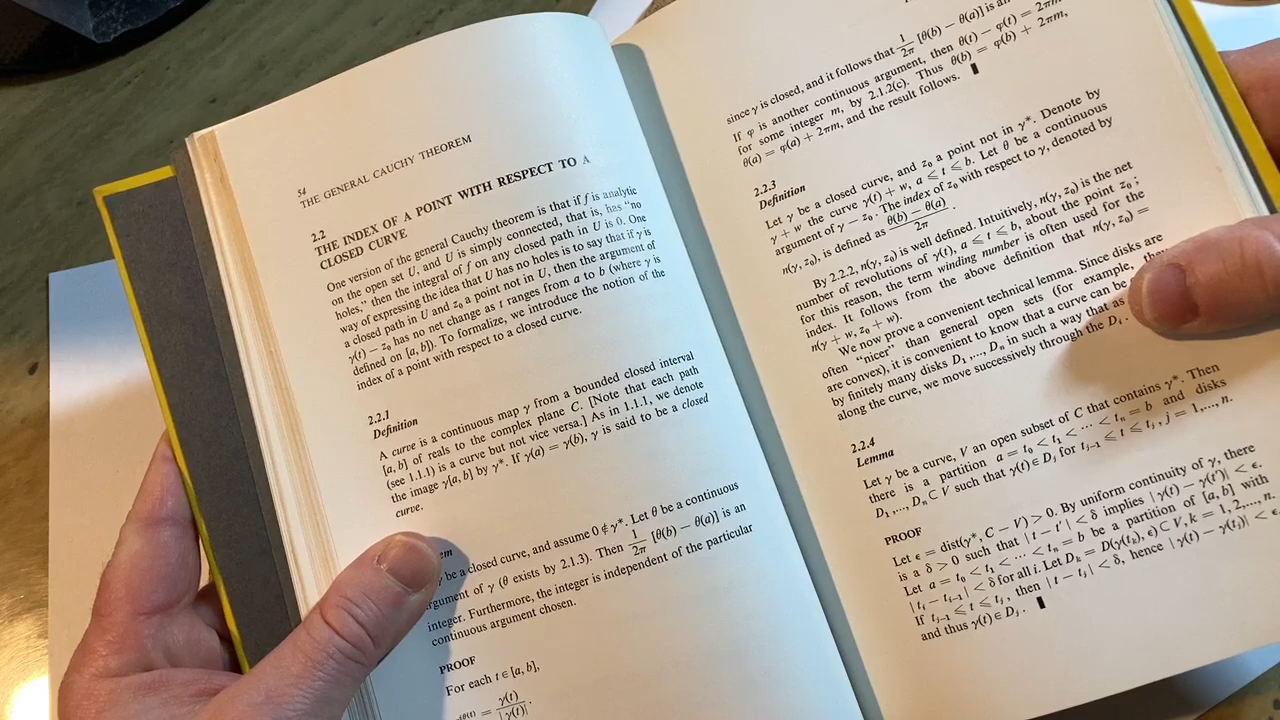 54
THE GENERAL CAUCHY THEOREM
2.2
THE INDEX OF A POINT WITH RESPECT TO A
CLOSED CURVE
One version of the general Cauchy theorem is that if f is analytic
on the open set U, and U is simply connected, that is, has "no
holes," then the integral of f on any closed path in U is 0. One
way of expressing the idea that U has no holes is to say that if γ is
a closed path in U and z₀ a point not in U, then the argument of
γ(t) − z₀ has no net change as t ranges from a to b (where γ is
defined on [a, b]). To formalize, we introduce the notion of the
index of a point with respect to a closed curve.
2.2.1
Definition
A curve is a continuous map γ from a bounded closed interval
[a, b] of reals to the complex plane C. [Note that each path
(see 1.1.1) is a curve but not vice versa.] As in 1.1.1, we denote
the image γ[a, b] by γ*. If γ(a) = γ(b), γ is said to be a closed
curve.
be a closed curve, and assume 0 ∉ γ*. Let θ be a continuous
argument of γ (θ exists by 2.1.3). Then 1/2π [θ(b) − θ(a)] is an
integer. Furthermore, the integer is independent of the particular
continuous argument chosen.
PROOF
For each t ∈ [a, b],
= γ(t)/|γ(t)|.
since γ is closed, and it follows that 1/2π [θ(b) − θ(a)] is an
If φ is another continuous argument, then θ(t) − φ(t) = 2πm
for some integer m, by 2.1.2(c). Thus θ(b) = φ(b) + 2πm,
θ(a) = φ(a) + 2πm, and the result follows. ▮
2.2.3
Definition
Let γ be a closed curve, and z₀ a point not in γ*. Denote by
γ + w the curve γ(t) + w, a ≤ t ≤ b. Let θ be a continuous
argument of γ − z₀. The index of z₀ with respect to γ, denoted by
n(γ, z₀), is defined as (θ(b) − θ(a))/2π.
By 2.2.2, n(γ, z₀) is well defined. Intuitively, n(γ, z₀) is the net
number of revolutions of γ(t), a ≤ t ≤ b, about the point z₀;
for this reason, the term winding number is often used for the
index. It follows from the above definition that n(γ, z₀) =
n(γ + w, z₀ + w).
We now prove a convenient technical lemma. Since disks are
often "nicer" than general open sets (for example,
are convex), it is convenient to know that a curve can be
by finitely many disks D₁,..., Dₙ in such a way that as
along the curve, we move successively through the Dⱼ.
2.2.4
Lemma
Let γ be a curve, V an open subset of C that contains γ*. Then
there is a partition a = t₀ < t₁ < ⋯ < tₙ = b and disks
D₁,..., Dₙ ⊂ V such that γ(t) ∈ Dⱼ for tⱼ₋₁ ≤ t ≤ tⱼ, j = 1,..., n.
PROOF
Let ϵ = dist(γ*, C − V) > 0. By uniform continuity of γ, there
is a δ > 0 such that |t − t′| < δ implies |γ(t) − γ(t′)| < ϵ.
Let a = t₀ < t₁ < ⋯ < tₙ = b be a partition of [a, b] with
|tᵢ − tᵢ₋₁| < δ for all i. Let Dₖ = D(γ(tₖ), ϵ) ⊂ V, k = 1, 2,..., n.
If tⱼ₋₁ ≤ t ≤ tⱼ, then |t − tⱼ| < δ, hence |γ(t) − γ(tⱼ)| < ϵ
and thus γ(t) ∈ Dⱼ. ▮